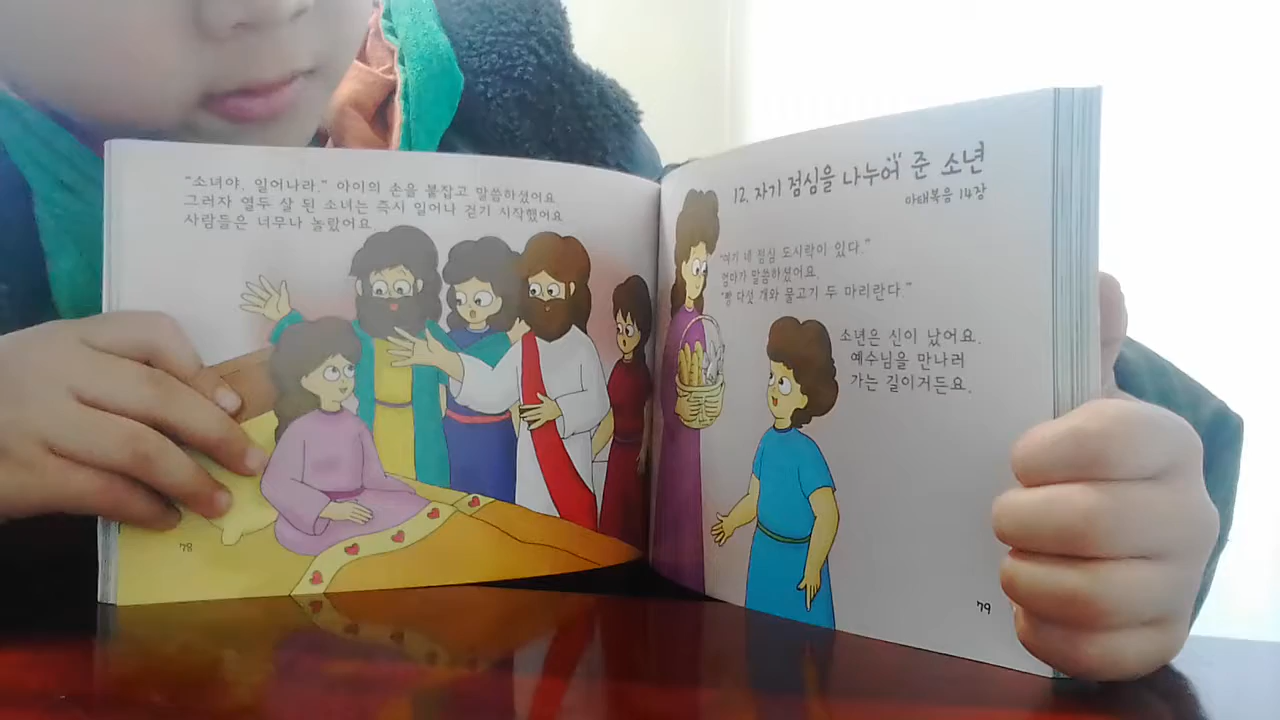 "소녀야, 일어나라." 아이의 손을 붙잡고 말씀하셨어요
그러자 열두 살 된 소녀는 즉시 일어나 걷기 시작했어요
사람들은 너무나 놀랐어요.
78
12. 자기 점심을 나누어 준 소년
마태복음 14장
"여기 네 점심 도시락이 있다."
엄마가 말씀하셨어요.
"빵 다섯 개와 물고기 두 마리란다."
소년은 신이 났어요.
예수님을 만나러
가는 길이거든요.
79